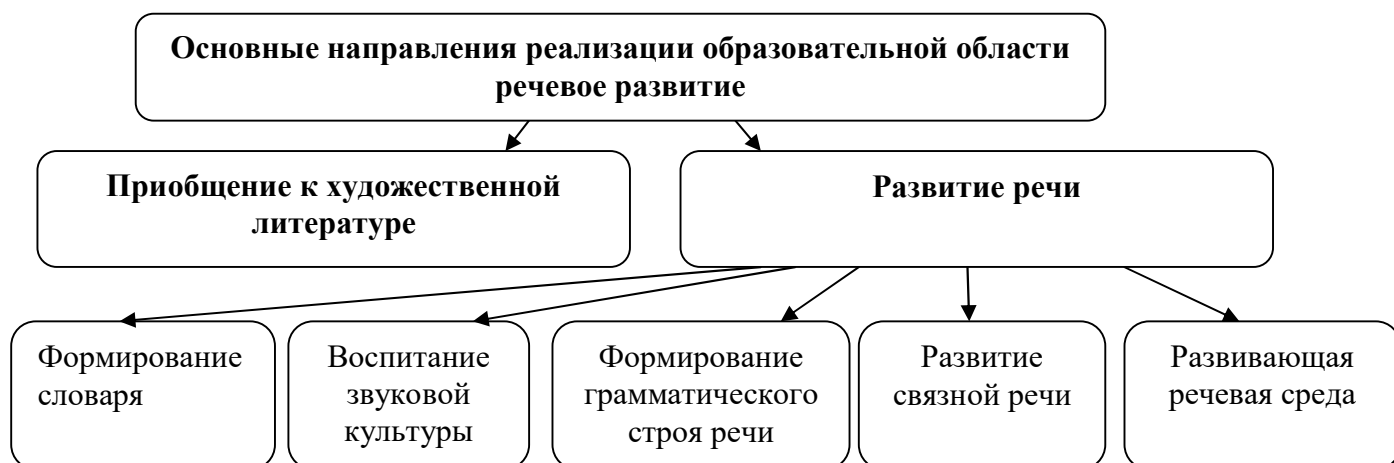 Основные направления реализации образовательной области
речевое развитие
Приобщение к художественной
литературе
Развитие речи
Формирование
словаря
Воспитание
звуковой
культуры
Формирование
грамматического
строя речи
Развитие
связной речи
Развивающая
речевая среда